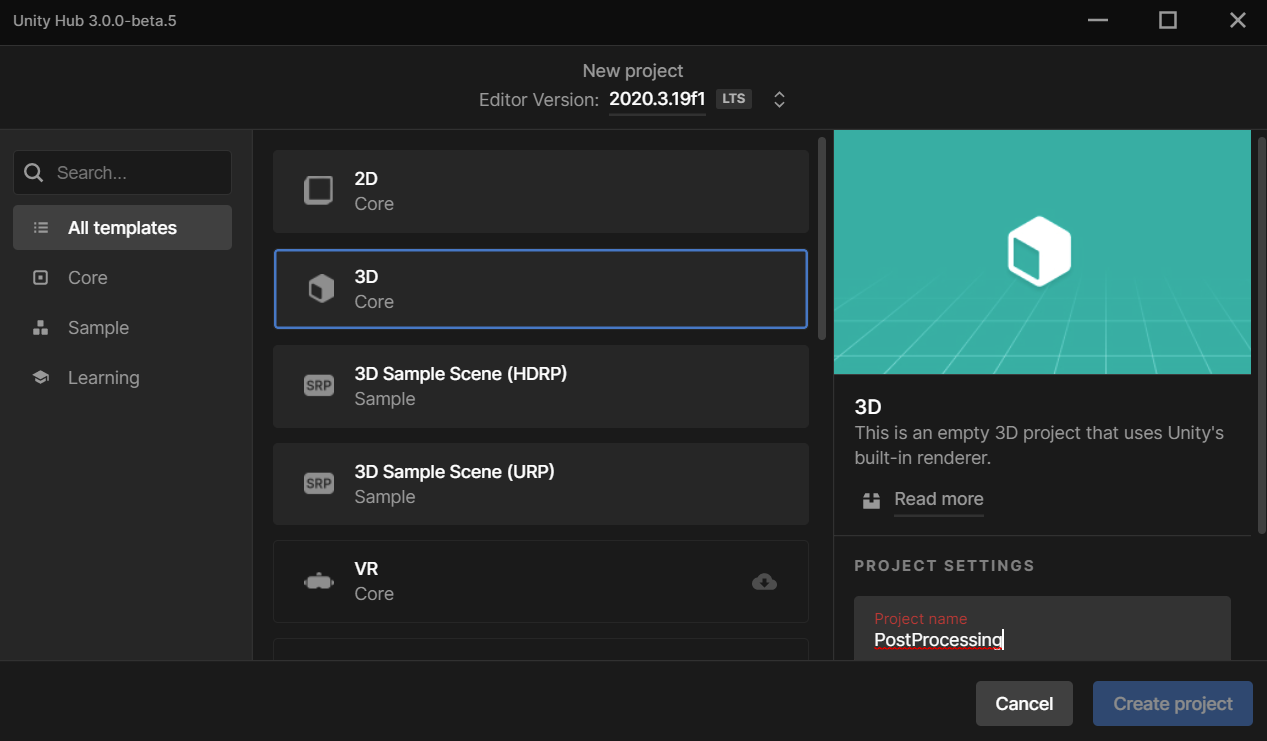 Unity Hub 3.0.0-beta.5
New project
Editor Version: 2020.3.19f1 LTS
Search...
All templates
Core
Sample
Learning
2D
Core
3D
Core
SRP
3D Sample Scene (HDRP)
Sample
SRP
3D Sample Scene (URP)
Sample
VR
Core
3D
This is an empty 3D project that uses Unity's
built-in renderer.
Read more
PROJECT SETTINGS
Project name
PostProcessing
Cancel
Create project